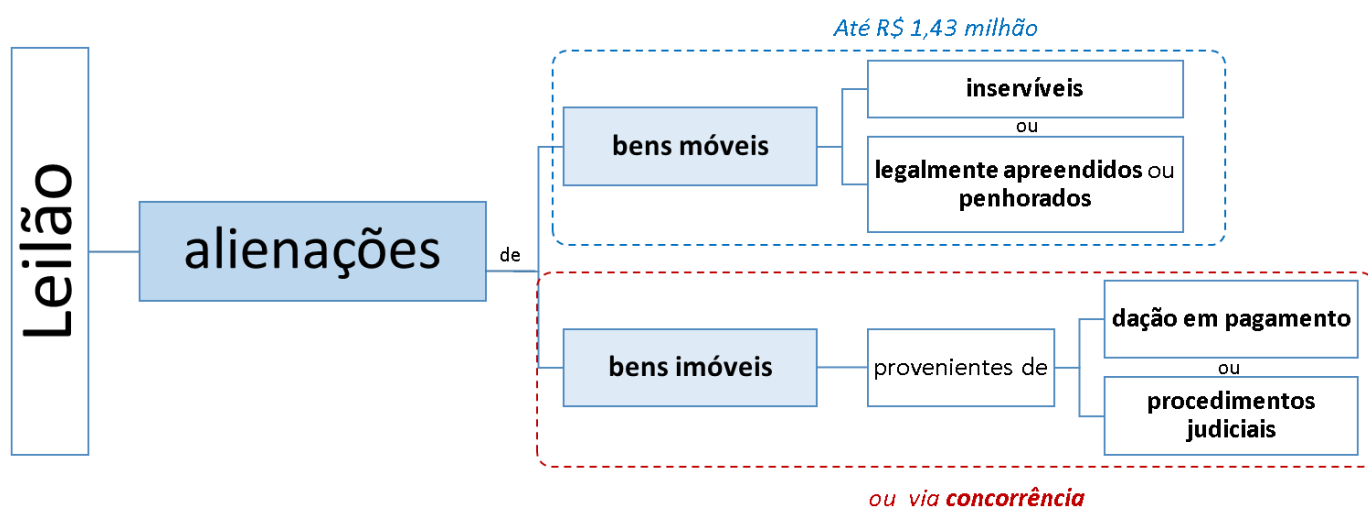 Leilão
alienações
de
Até R$ 1,43 milhão
bens móveis
inservíveis
ou
legalmente apreendidos ou
penhorados
bens imóveis
provenientes de
dação em pagamento
ou
procedimentos
judiciais
ou via concorrência